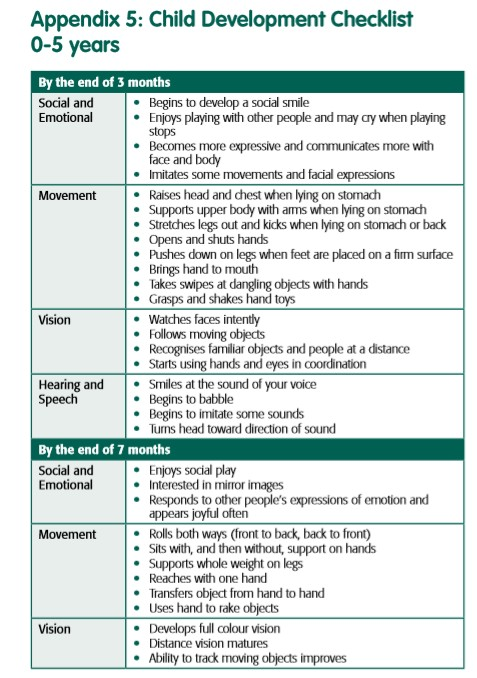 Appendix 5: Child Development Checklist
0-5 years
By the end of 3 months
Social and
Emotional
• Begins to develop a social smile
• Enjoys playing with other people and may cry when playing
stops
• Becomes more expressive and communicates more with
face and body
• Imitates some movements and facial expressions
Movement
• Raises head and chest when lying on stomach
• Supports upper body with arms when lying on stomach
• Stretches legs out and kicks when lying on stomach or back
• Opens and shuts hands
• Pushes down on legs when feet are placed on a firm surface
• Brings hand to mouth
• Takes swipes at dangling objects with hands
• Grasps and shakes hand toys
Vision
• Watches faces intently
• Follows moving objects
• Recognises familiar objects and people at a distance
• Starts using hands and eyes in coordination
Hearing and
Speech
• Smiles at the sound of your voice
• Begins to babble
• Begins to imitate some sounds
• Turns head toward direction of sound
By the end of 7 months
Social and
Emotional
• Enjoys social play
• Interested in mirror images
• Responds to other people's expressions of emotion and
appears joyful often
Movement
• Rolls both ways (front to back, back to front)
• Sits with, and then without, support on hands
• Supports whole weight on legs
• Reaches with one hand
• Transfers object from hand to hand
• Uses hand to rake objects
Vision
• Develops full colour vision
• Distance vision matures
• Ability to track moving objects improves